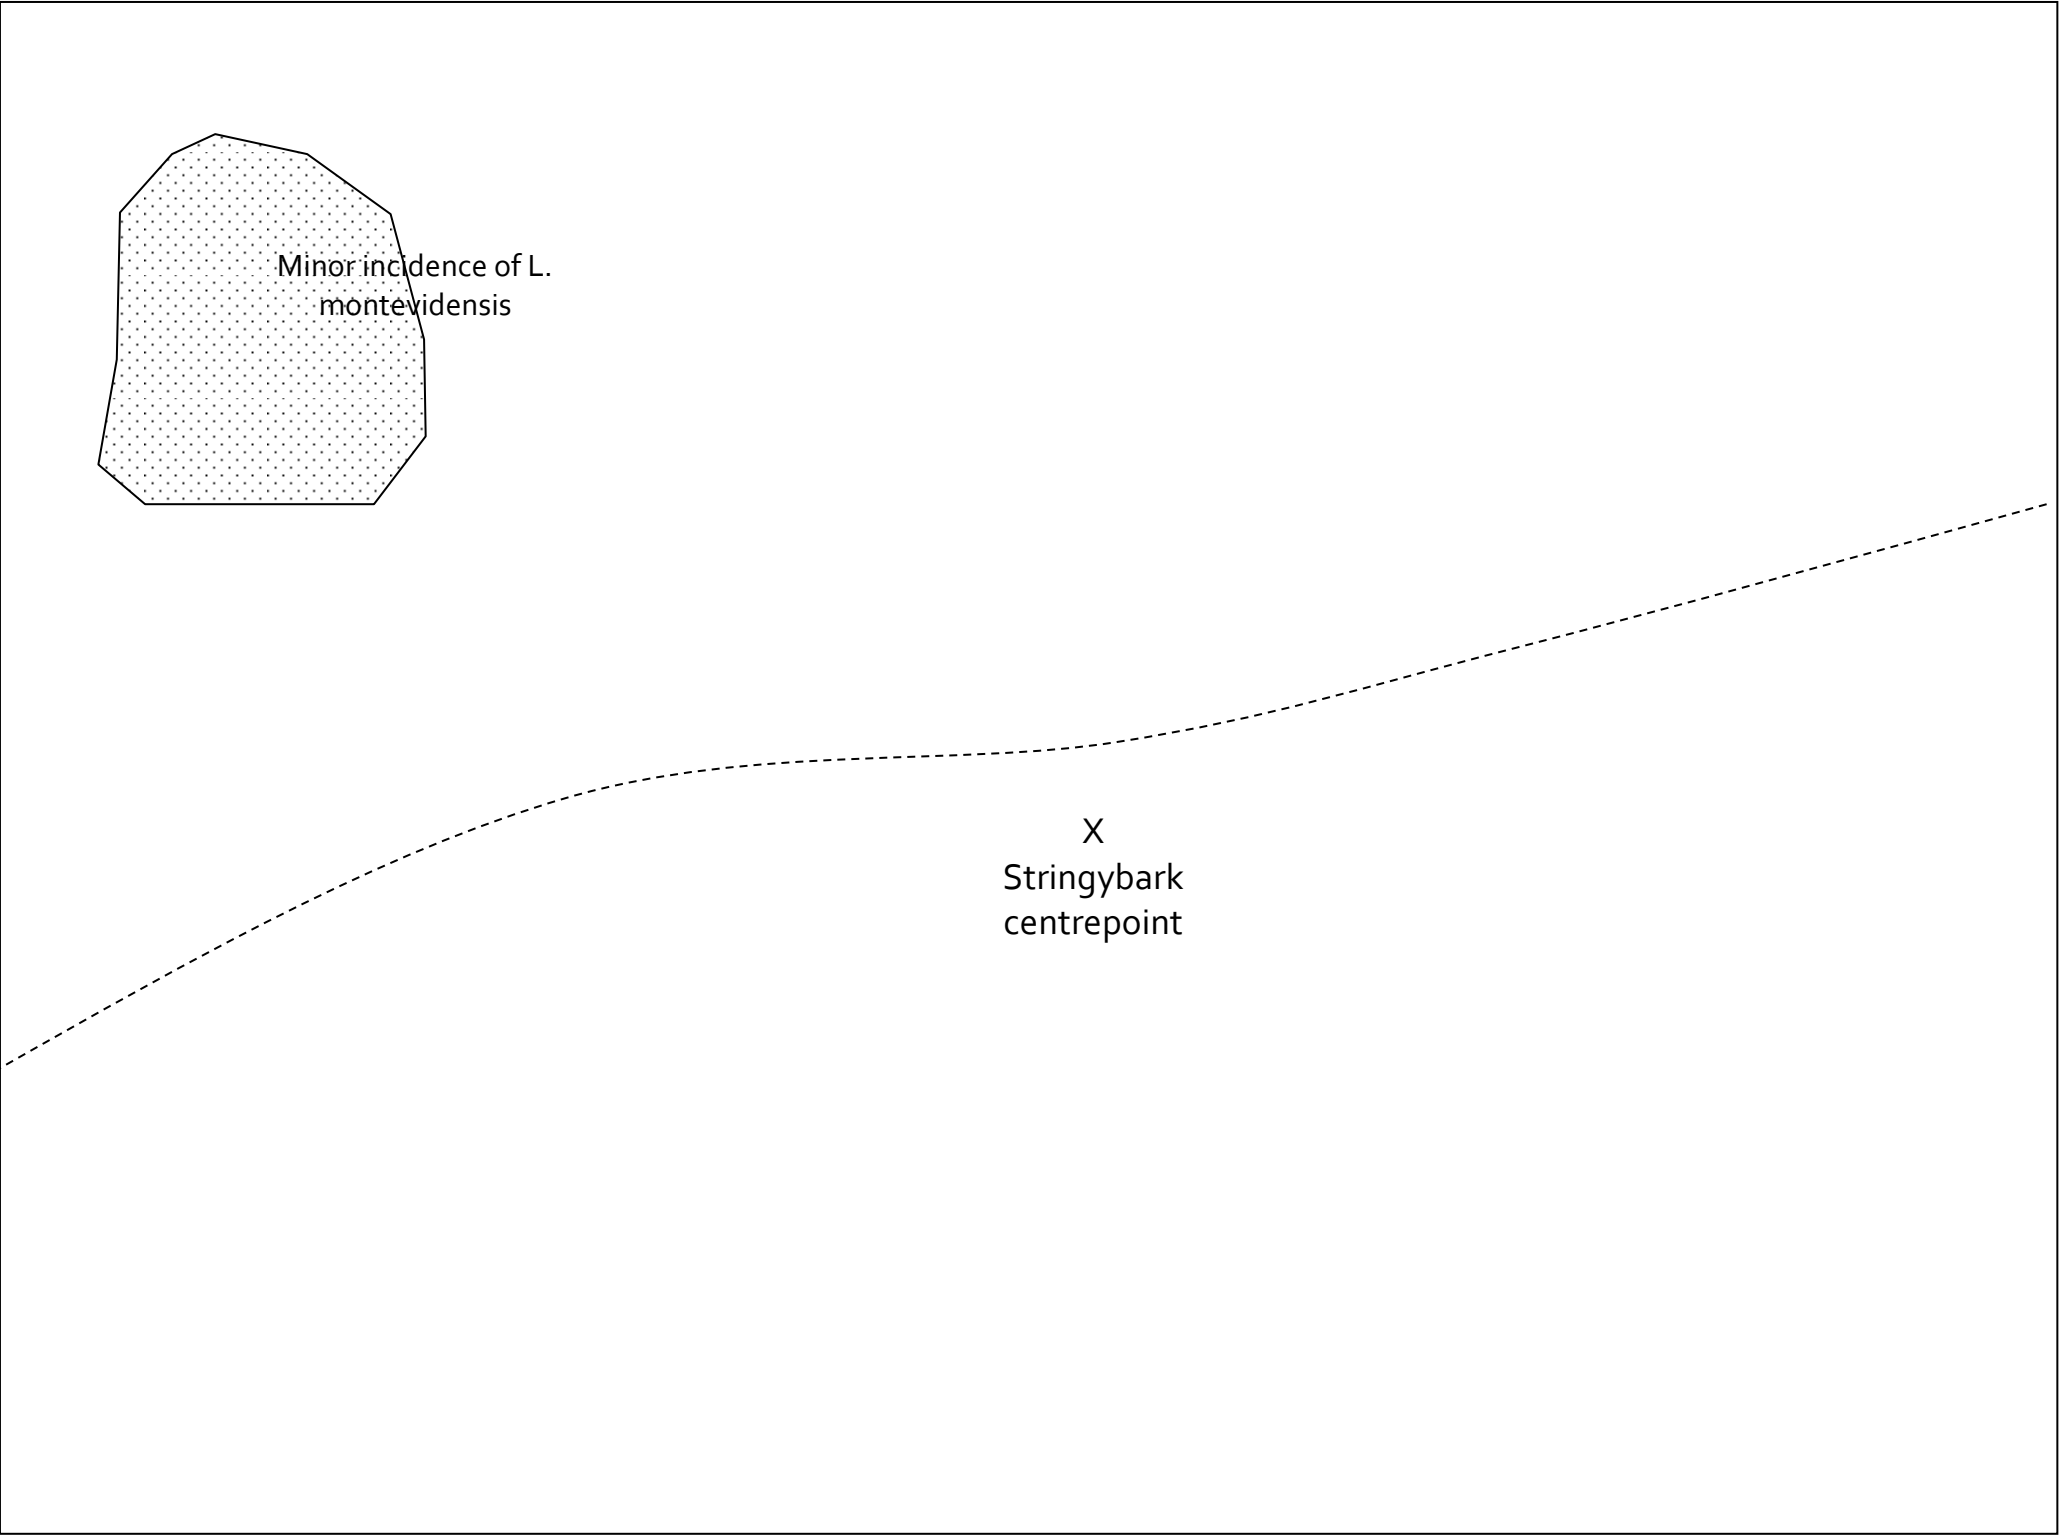 Minor incidence of L.
montevidensis
X
Stringybark
centrepoint